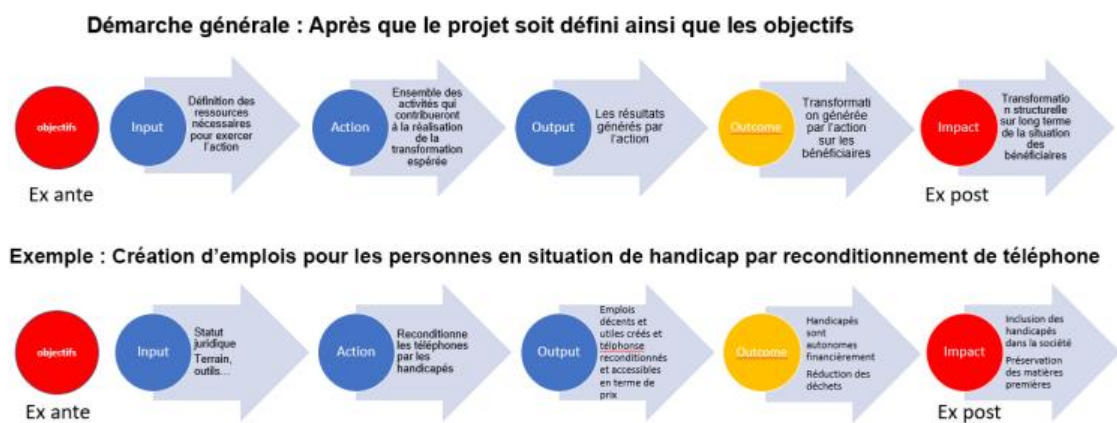 Démarche générale : Après que le projet soit défini ainsi que les objectifs
objectifs
Input
Définition des
ressources
nécessaires
pour exercer
l'action
Action
Ensemble des
activités qui
contribueront
à la réalisation
de la
transformation
espérée
Output
Les résultats
générés par
l'action
Outcome
Transformati
on générée
par l'action
sur les
bénéficiaires
Impact
Transformatio
n structurelle
sur long terme
de la situation
des
bénéficiaires
Ex ante
Ex post
Exemple : Création d'emplois pour les personnes en situation de handicap par reconditionnement de téléphone
objectifs
Input
Statut
juridique
Terrain,
outils...
Action
Reconditionne
les téléphones
par les
handicapés
Output
Emplois
décents et
utiles créés et
télphonse
reconditionnés
et accessibles
en terme de
prix
Outcome
Handicapés
sont
autonomes
financièrement
Réduction des
déchets
Impact
Inclusion des
handicapés
dans la société
Préservation
des matières
premières
Ex ante
Ex post